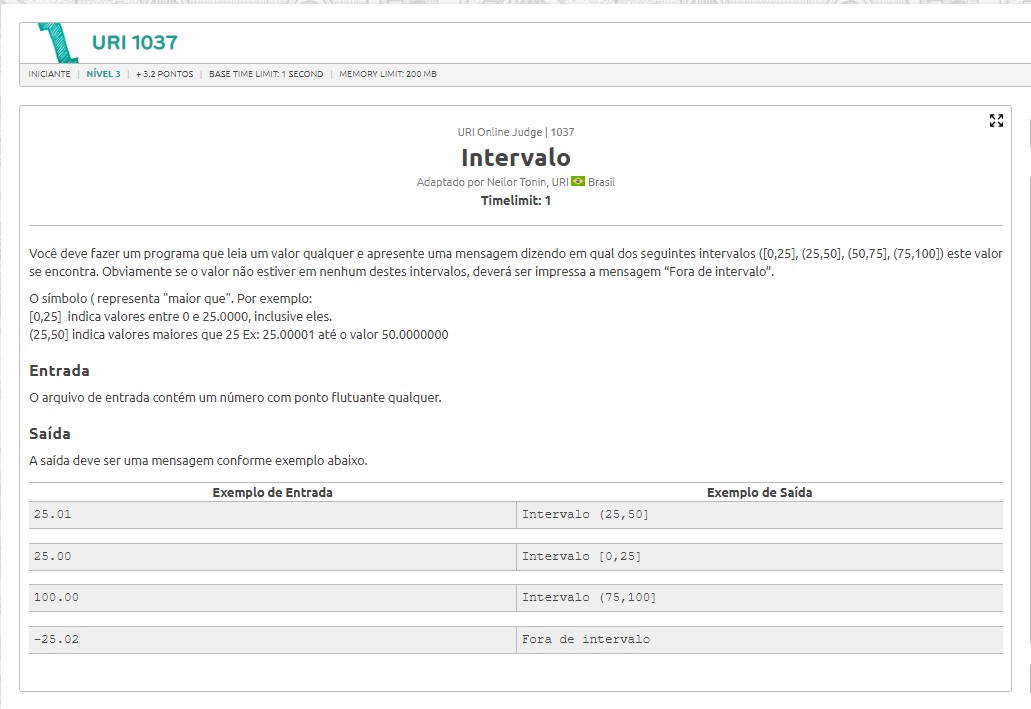 URI 1037
INICIANTE | NÍVEL 3 | + 3.2 PONTOS | BASE TIME LIMIT: 1 SECOND | MEMORY LIMIT: 200 MB
URI Online Judge | 1037
Intervalo
Adaptado por Neilor Tonin, URI Brasil
Timelimit: 1
Você deve fazer um programa que leia um valor qualquer e apresente uma mensagem dizendo em qual dos seguintes intervalos ([0,25], (25,50], (50,75], (75,100]) este valor
se encontra. Obviamente se o valor não estiver em nenhum destes intervalos, deverá ser impressa a mensagem “Fora de intervalo”.
O símbolo ( representa "maior que". Por exemplo:
[0,25]  indica valores entre 0 e 25.0000, inclusive eles.
(25,50] indica valores maiores que 25 Ex: 25.00001 até o valor 50.0000000
Entrada
O arquivo de entrada contém um número com ponto flutuante qualquer.
Saída
A saída deve ser uma mensagem conforme exemplo abaixo.
Exemplo de Entrada Exemplo de Saída
25.01 Intervalo (25,50]
25.00 Intervalo [0,25]
100.00 Intervalo (75,100]
-25.02 Fora de intervalo